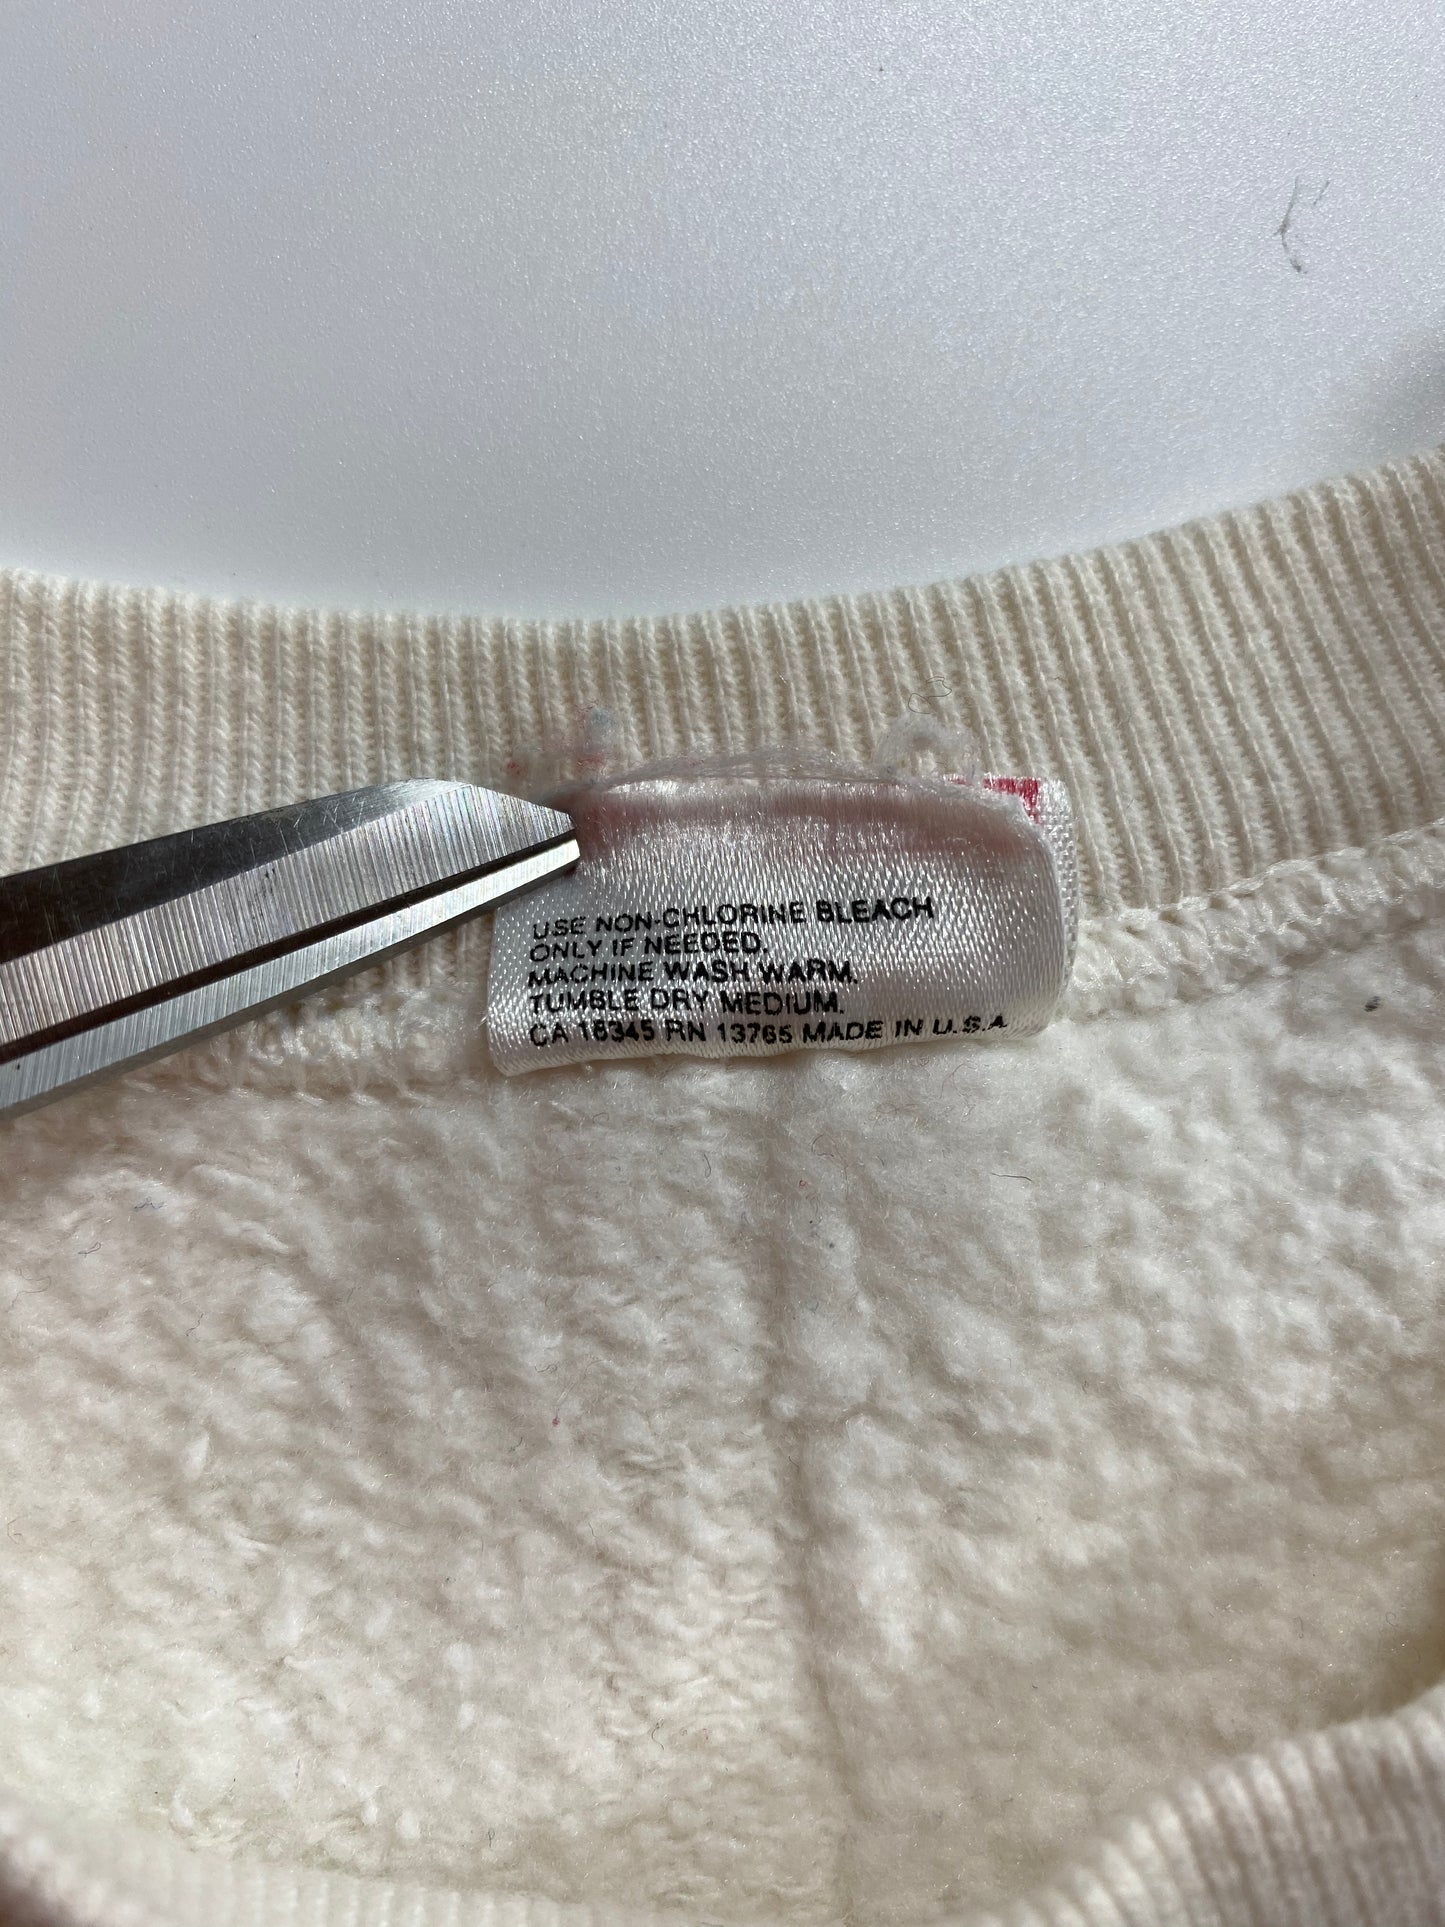 USE NON-CHLORINE BLEACH
ONLY IF NEEDED.
MACHINE WASH WARM.
TUMBLE DRY MEDIUM.
CA 16345 RN 13765 MADE IN U.S.A